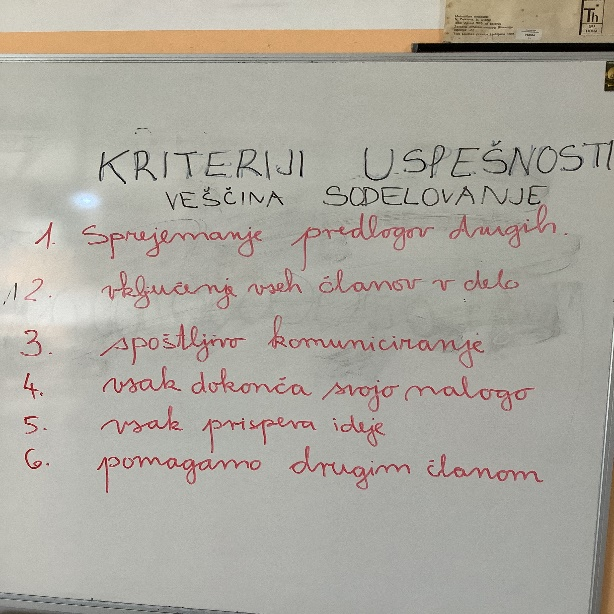 Th
KRITERIJI USPEŠNOSTI
VEŠČINA SODELOVANJE
1. Sprejemanje predlogov drugih.
2. vključenje vseh članov v delo
3. spoštljivo komuniciranje
4. vsak dokonča svojo nalogo
5. vsak prispeva ideje
6. pomagamo drugim članom